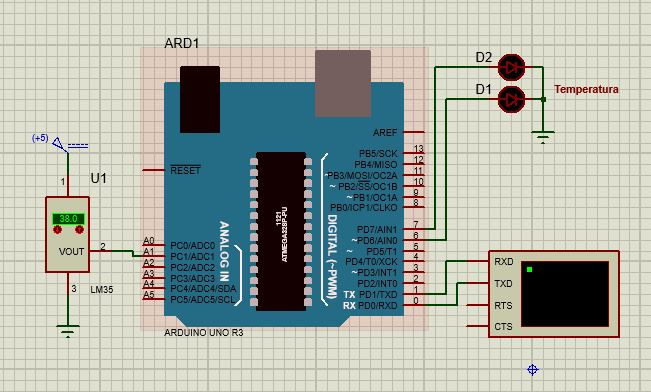 ARD1
D2
D1
Temperatura
(+5)
AREF
RESET
U1
1
38.0
VOUT
2
3
LM35
1121
ATMEGA328P-PU
ANALOG IN
DIGITAL (~PWM)
A0 PC0/ADC0
A1 PC1/ADC1
A2 PC2/ADC2
A3 PC3/ADC3
A4 PC4/ADC4/SDA
A5 PC5/ADC5/SCL
PB5/SCK 13
PB4/MISO 12
~PB3/MOSI/OC2A 11
~ PB2/SS/OC1B 10
~ PB1/OC1A 9
PB0/ICP1/CLKO 8
PD7/AIN1 7
~ PD6/AIN0 6
~ PD5/T1 5
PD4/T0/XCK 4
~ PD3/INT1 3
PD2/INT0 2
TX PD1/TXD 1
RX PD0/RXD 0
ARDUINO UNO R3
RXD
TXD
RTS
CTS